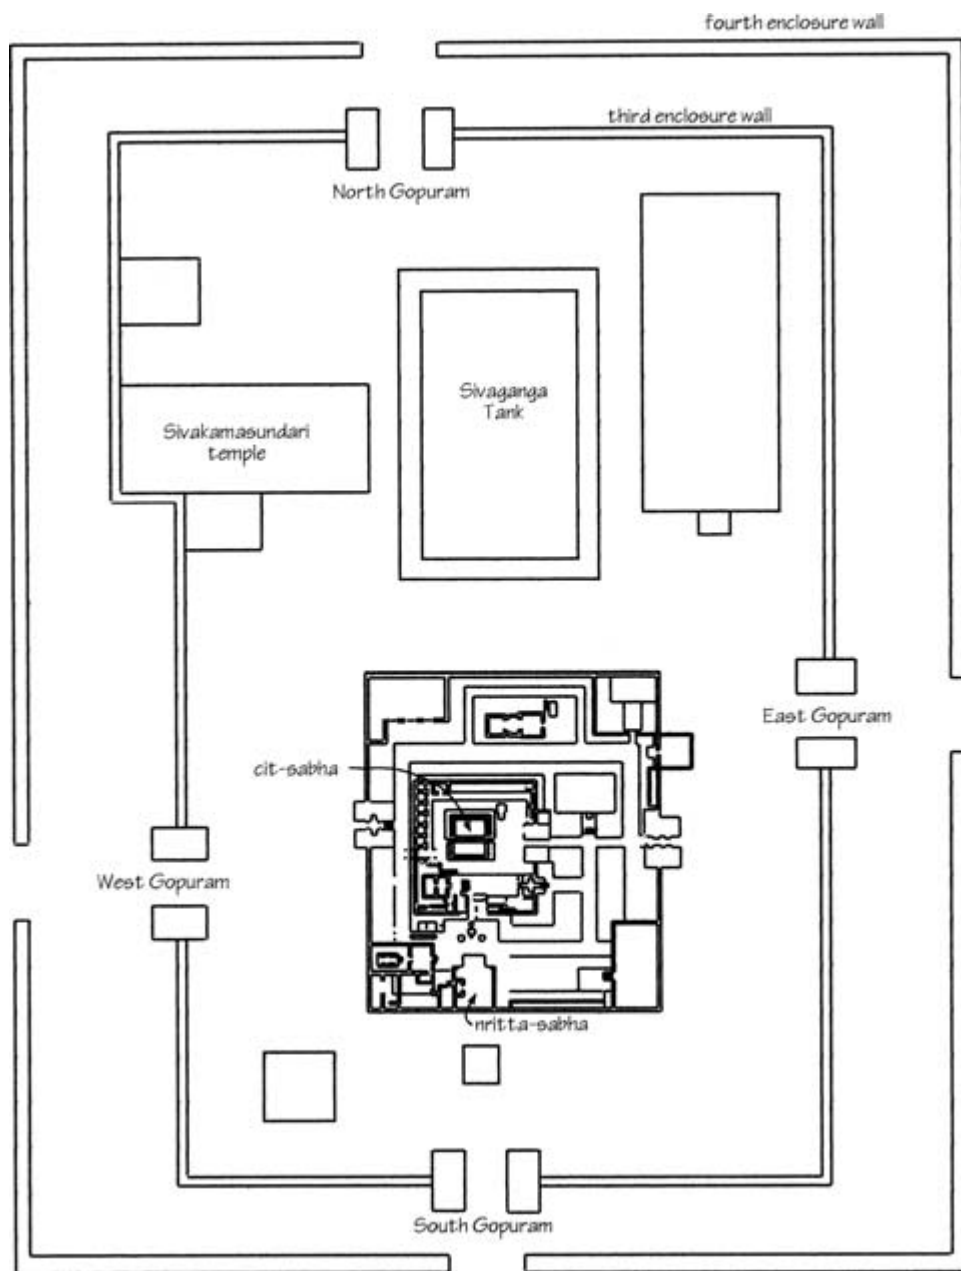 fourth enclosure wall
third enclosure wall
North Gopuram
Sivaganga
Tank
Sivakamasundari
temple
East Gopuram
cit-sabha
West Gopuram
nritta-sabha
South Gopuram